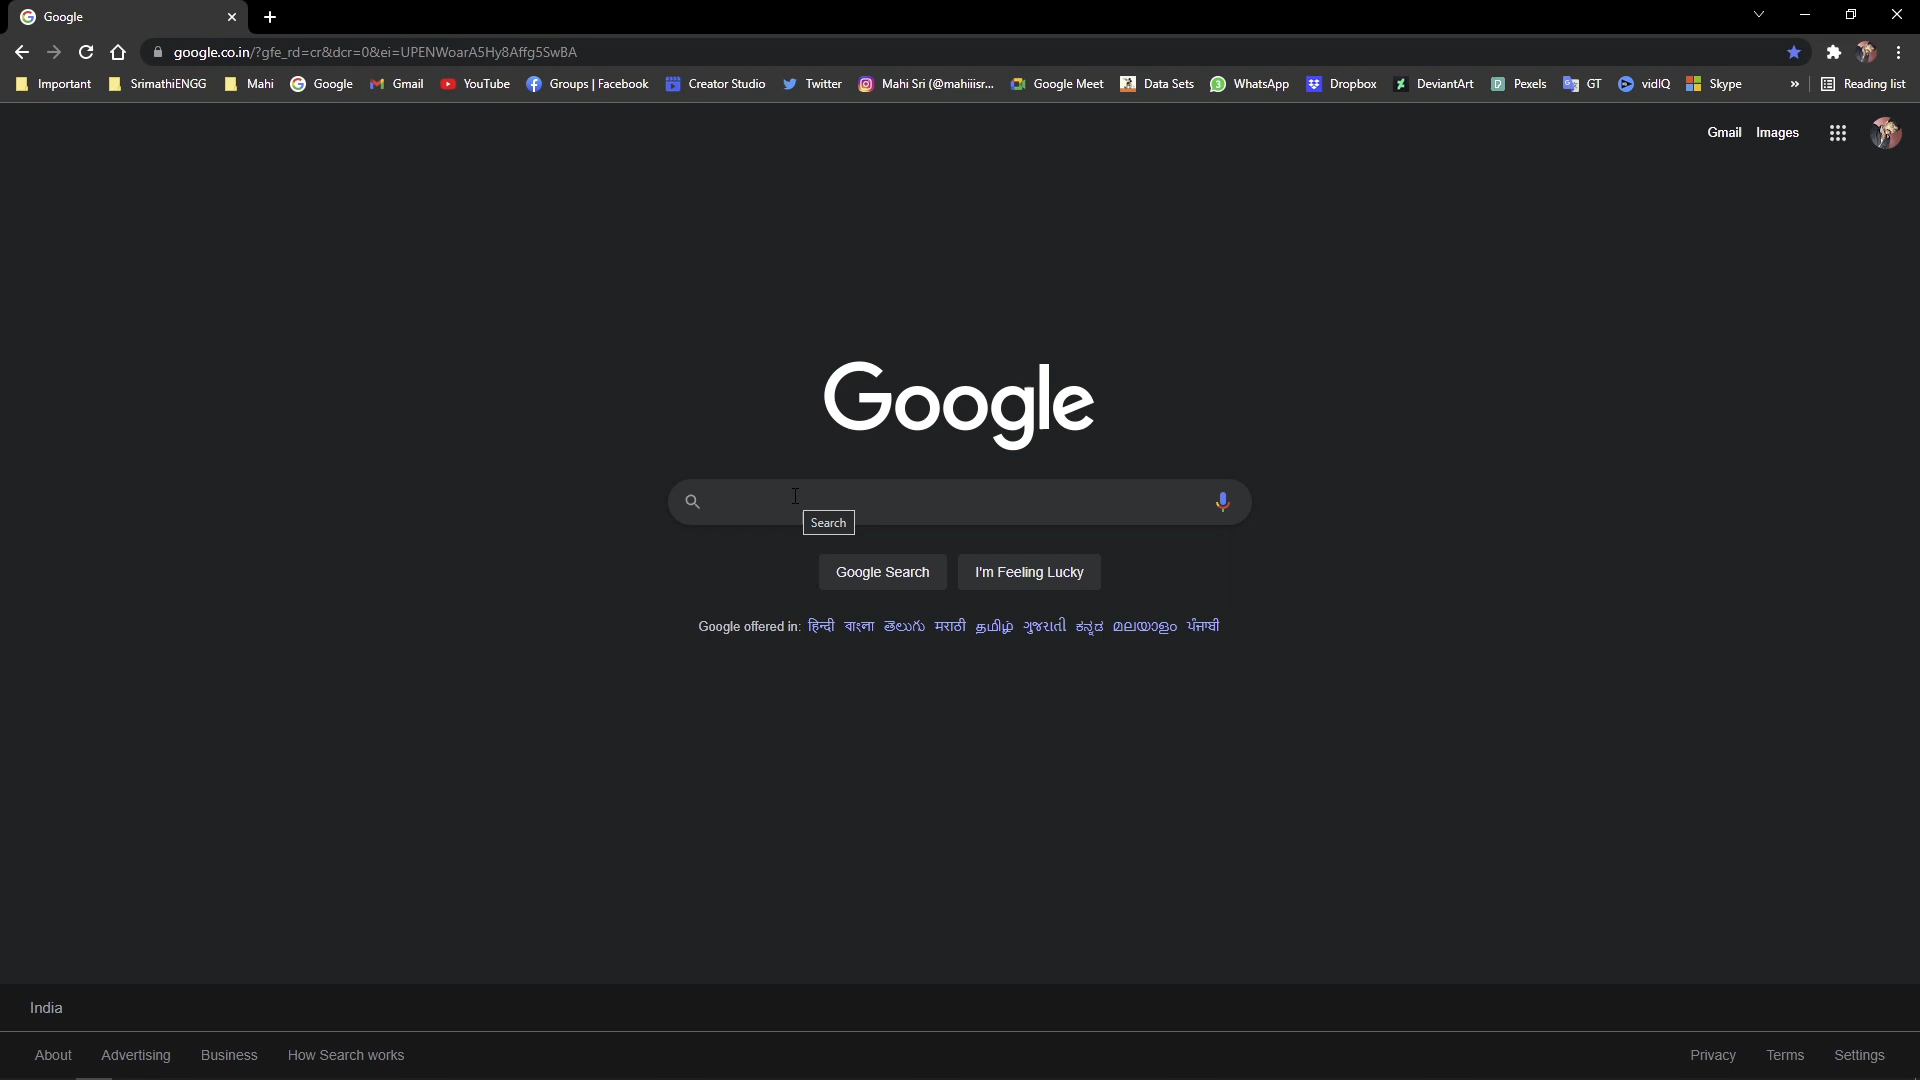 Google
google.co.in/?gfe_rd=cr&dcr=0&ei=UPENWoarA5Hy8Affg5SwBA
Important SrimathiENGG Mahi Google Gmail YouTube Groups | Facebook Creator Studio Twitter Mahi Sri (@mahiiisr... Google Meet Data Sets WhatsApp Dropbox DeviantArt Pexels GT vidIQ Skype » Reading list
Gmail Images
Google
Search
Google Search I'm Feeling Lucky
Google offered in: हिन्दी বাংলা తెలుగు मराठी தமிழ் ગુજરાતી ಕನ್ನಡ മലയാളം ਪੰਜਾਬੀ
India
About Advertising Business How Search works Privacy Terms Settings